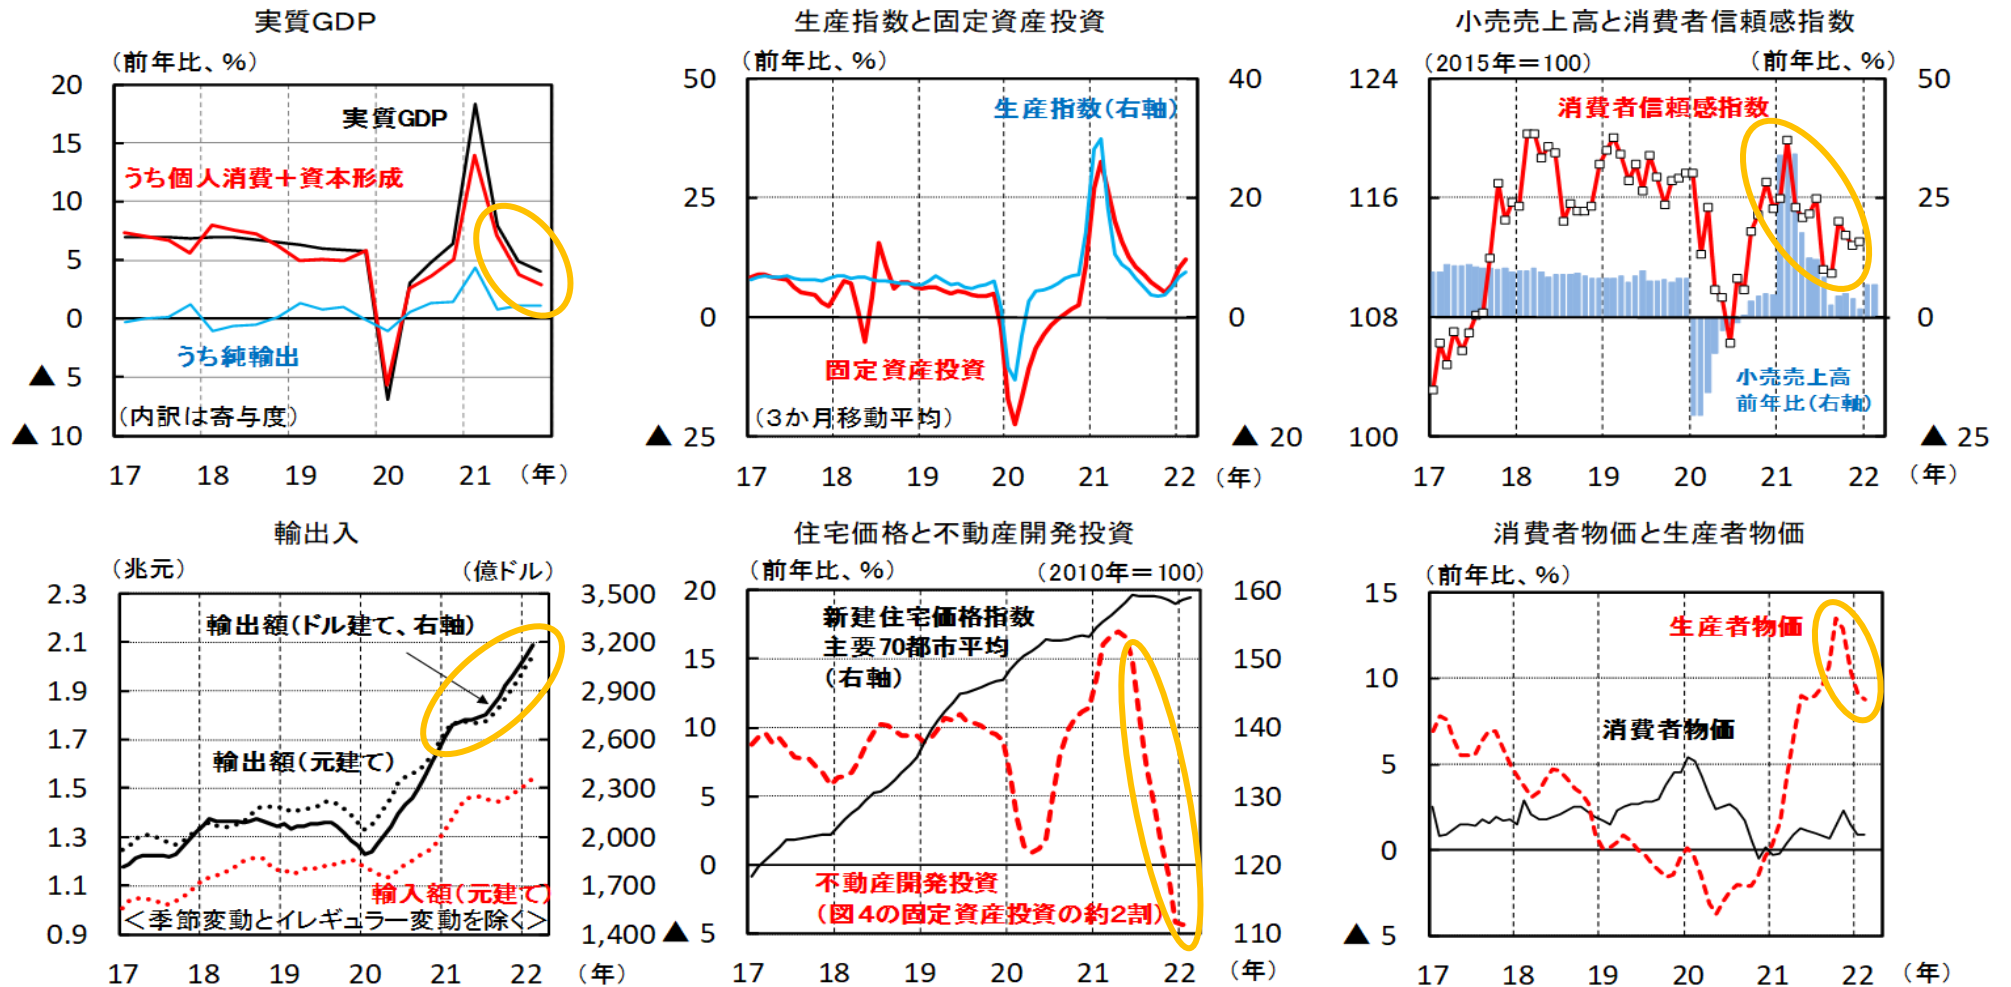 実質GDP
(前年比、%)
20
15
10
5
0
▲ 5
▲ 10
実質GDP
うち個人消費＋資本形成
うち純輸出
(内訳は寄与度)
17 18 19 20 21 (年)
生産指数と固定資産投資
(前年比、%)
50
25
0
▲ 25
40
20
0
▲ 20
生産指数(右軸)
固定資産投資
(３か月移動平均)
17 18 19 20 21 22 (年)
小売売上高と消費者信頼感指数
(2015年＝100) (前年比、%)
124
116
108
100
50
25
0
▲ 25
消費者信頼感指数
小売売上高
前年比(右軸)
17 18 19 20 21 22 (年)
輸出入
(兆元) (億ドル)
2.3
2.1
1.9
1.7
1.5
1.3
1.1
0.9
3,500
3,200
2,900
2,600
2,300
2,000
1,700
1,400
輸出額(ドル建て、右軸)
輸出額(元建て)
輸入額(元建て)
＜季節変動とイレギュラー変動を除く＞
17 18 19 20 21 22 (年)
住宅価格と不動産開発投資
(前年比、%) (2010年＝100)
20
15
10
5
0
▲ 5
160
150
140
130
120
110
新建住宅価格指数
主要70都市平均
(右軸)
不動産開発投資
(図4の固定資産投資の約2割)
17 18 19 20 21 22 (年)
消費者物価と生産者物価
(前年比、%)
15
10
5
0
▲ 5
生産者物価
消費者物価
17 18 19 20 21 22 (年)